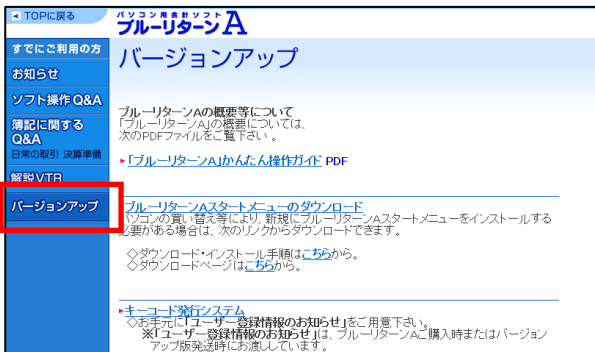 TOPに戻る
パソコン用会計ソフト
ブルーリターンA
すでにご利用の方
お知らせ
ソフト操作 Q&A
簿記に関する
Q&A
日常の取引 決算準備
解説VTR
バージョンアップ
バージョンアップ
ブルーリターンAの概要等について
「ブルーリターンA」の概要については、
次のPDFファイルをご覧下さい 。
「ブルーリターンA」かんたん操作ガイド PDF
ブルーリターンAスタートメニューのダウンロード
パソコンの買い替え等により、新規にブルーリターンAスタートメニューをインストールする
必要がある場合は、次のリンクからダウンロードできます。
◇ダウンロード・インストール手順はこちらから。
◇ダウンロードページはこちらから。
キーコード発行システム
◇お手元に「ユーザー登録情報のお知らせ」をご用意下さい。
※「ユーザー登録情報のお知らせ」は、ブルーリターンAご購入時またはバージョン
アップ版発送時にお渡ししています。